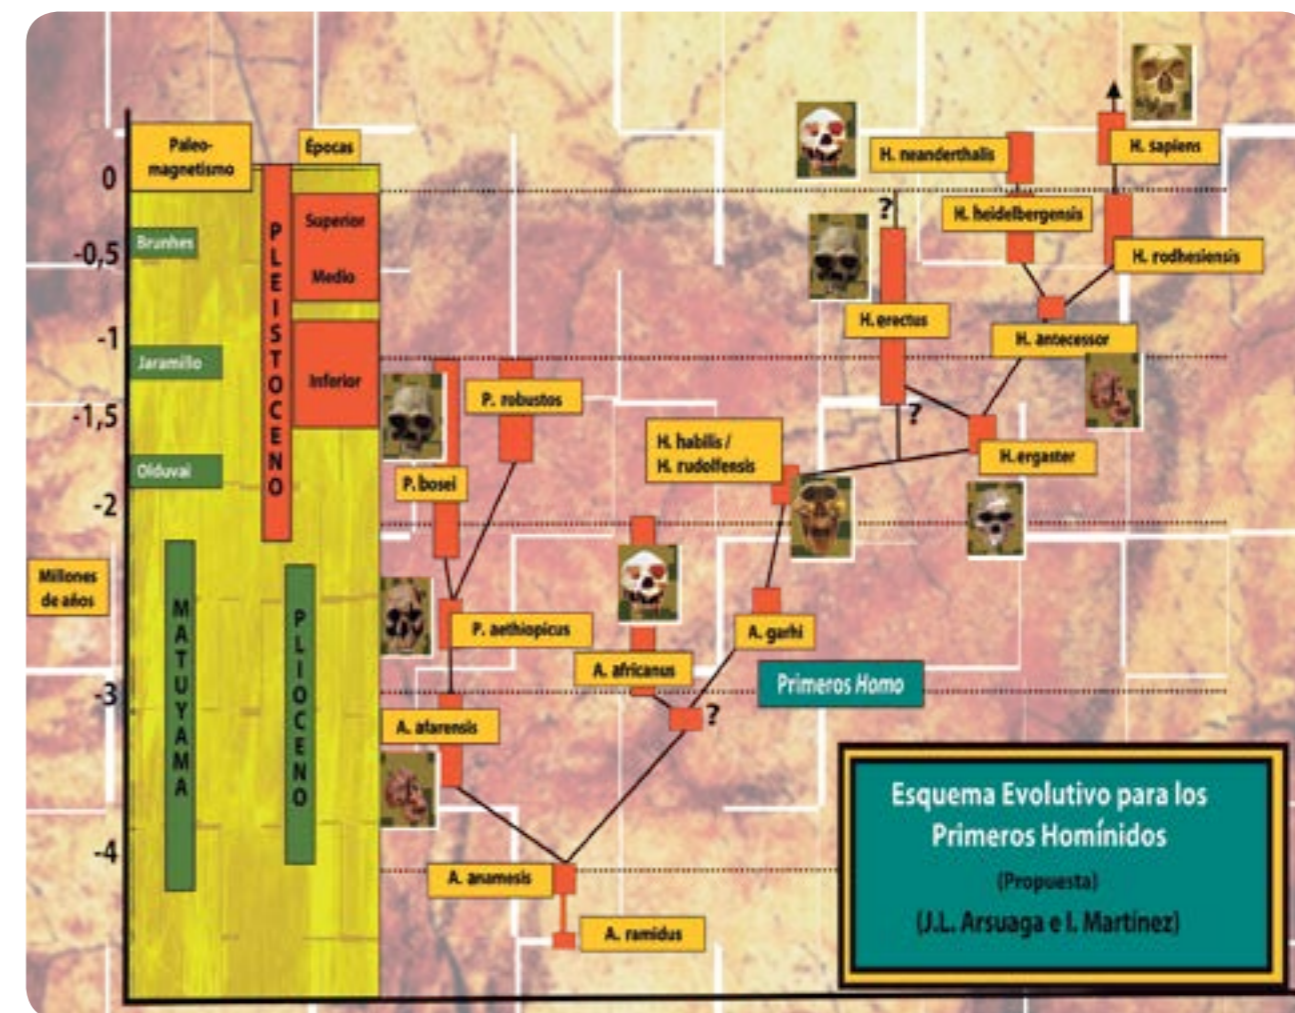 Paleo-
magnetismo
Épocas
0
-0,5
-1
-1,5
-2
Millones
de años
-3
-4
Brunhes
Jaramillo
Olduvai
MATUYAMA
PLEISTOCENO
PLIOCENO
Superior
Medio
Inferior
H. neanderthalis
H. sapiens
?
H. heidelbergensis
H. rodhesiensis
H. erectus
H. antecessor
?
P. robustos
H. habilis /
H. rudolfensis
H. ergaster
P. bosei
P. aethiopicus
A. garhi
A. africanus
Primeros Homo
?
A. afarensis
A. anamesis
A. ramidus
Esquema Evolutivo para los
Primeros Homínidos
(Propuesta)
(J.L. Arsuaga e I. Martínez)